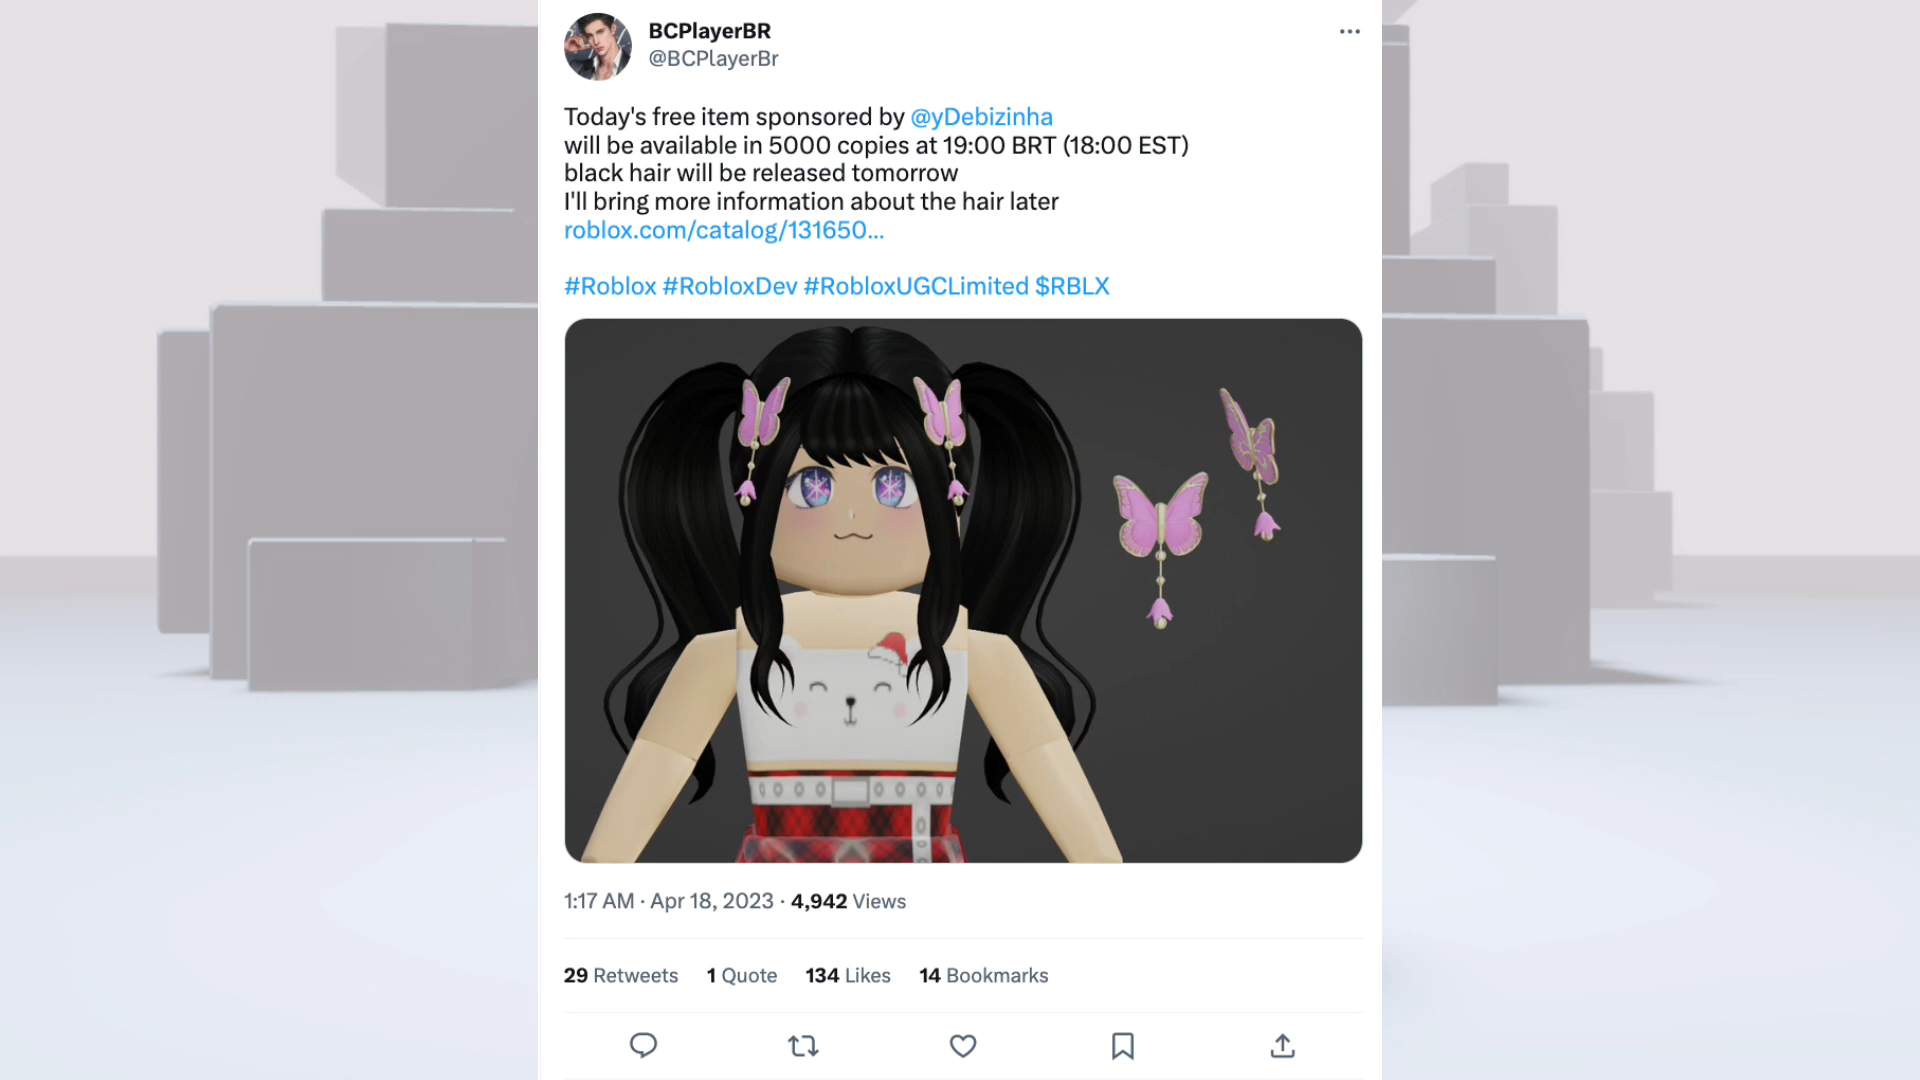 BCPlayerBR
@BCPlayerBr
Today's free item sponsored by @yDebizinha
will be available in 5000 copies at 19:00 BRT (18:00 EST)
black hair will be released tomorrow
I'll bring more information about the hair later
roblox.com/catalog/131650...
#Roblox #RobloxDev #RobloxUGCLimited $RBLX
1:17 AM · Apr 18, 2023 · 4,942 Views
29 Retweets 1 Quote 134 Likes 14 Bookmarks